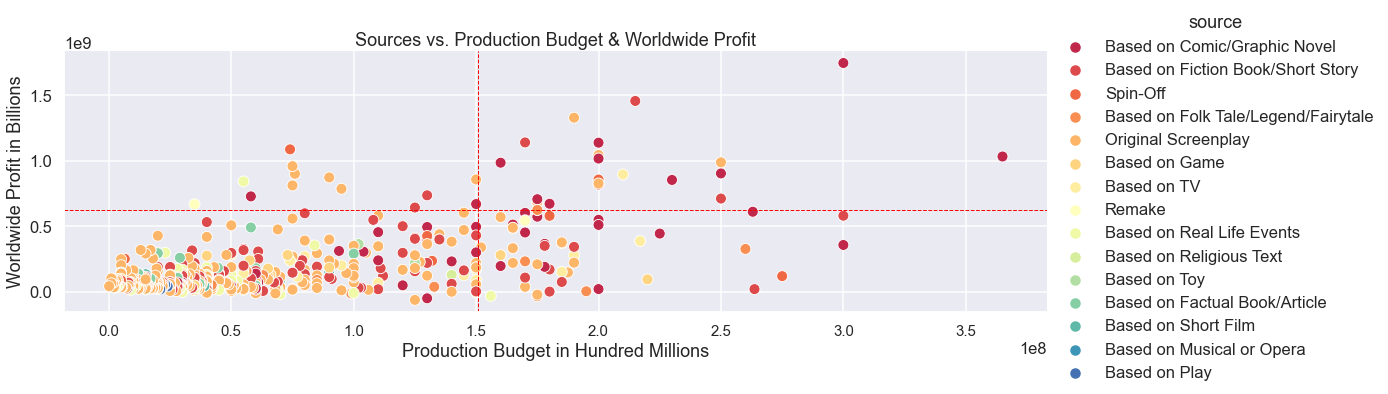 source
Sources vs. Production Budget & Worldwide Profit
1e9
Worldwide Profit in Billions
1.5
1.0
0.5
0.0
0.0 0.5 1.0 1.5 2.0 2.5 3.0 3.5
1e8
Production Budget in Hundred Millions
Based on Comic/Graphic Novel
Based on Fiction Book/Short Story
Spin-Off
Based on Folk Tale/Legend/Fairytale
Original Screenplay
Based on Game
Based on TV
Remake
Based on Real Life Events
Based on Religious Text
Based on Toy
Based on Factual Book/Article
Based on Short Film
Based on Musical or Opera
Based on Play